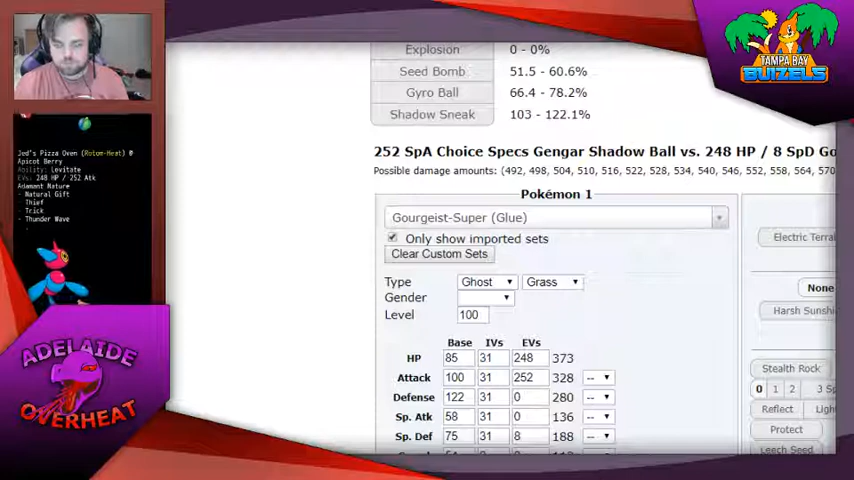 Explosion 0 - 0%
Seed Bomb 51.5 - 60.6%
Gyro Ball 66.4 - 78.2%
Shadow Sneak 103 - 122.1%
TAMPA BAY
BUIZELS
Jed's Pizza Oven (Rotom-Heat) @
Apicot Berry
Ability: Levitate
EVs: 248 HP / 252 Atk
Adamant Nature
- Natural Gift
- Thief
- Trick
- Thunder Wave
252 SpA Choice Specs Gengar Shadow Ball vs. 248 HP / 8 SpD Go
Possible damage amounts: (492, 498, 504, 510, 516, 522, 528, 534, 540, 546, 552, 558, 564, 570
Pokémon 1
Gourgeist-Super (Glue)
Only show imported sets
Clear Custom Sets
Type Ghost Grass
Gender
Level 100
Base IVs EVs
HP 85 31 248 373
Attack 100 31 252 328 --
Defense 122 31 0 280 --
Sp. Atk 58 31 0 136 --
Sp. Def 75 31 8 188 --
Electric Terrai
None
Harsh Sunshi
Stealth Rock
0 1 2 3 Sp
Reflect Ligh
Protect
Leech Seed
ADELAIDE
OVERHEAT